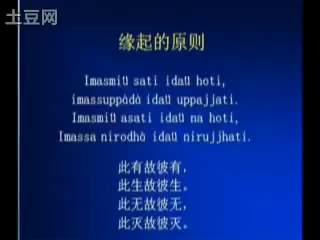 土豆网
缘起的原则
Imasmiü sati idaü hoti,
imassuppàdà idaü uppajjati.
Imasmiü asati idaü na hoti,
Imassa nirodhà idaü nirujjhati.
此有故彼有,
此生故彼生。
此无故彼无,
此灭故彼灭。